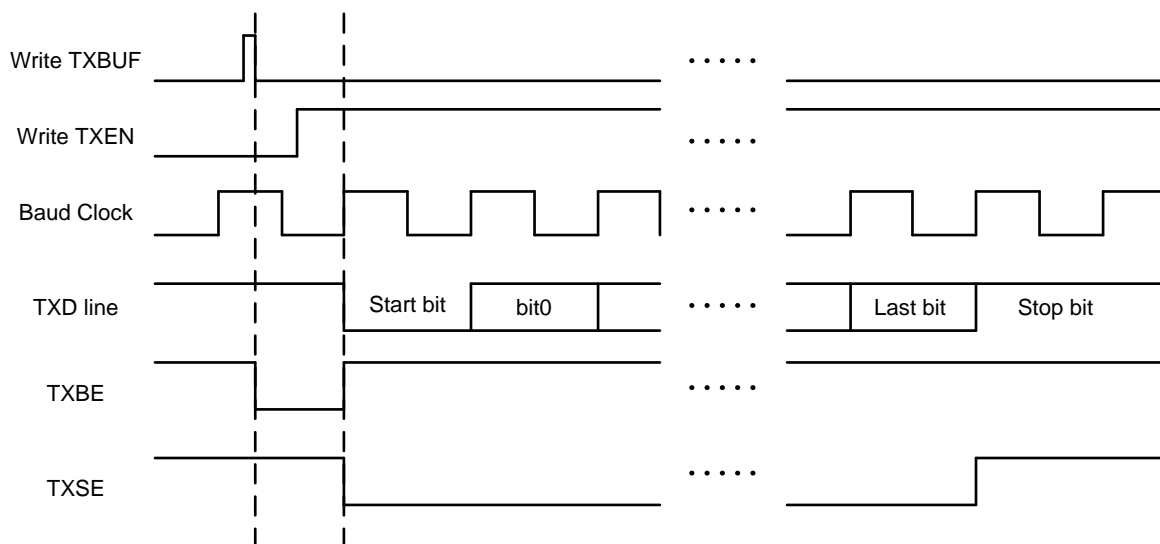 Write TXBUF
Write TXEN
Baud Clock
TXD line
Start bit
bit0
Last bit
Stop bit
TXBE
TXSE